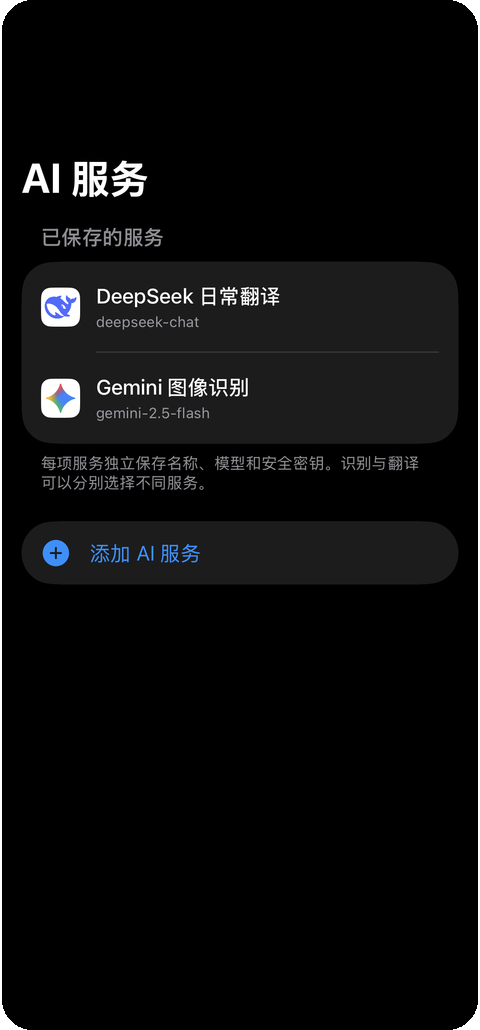 AI 服务
已保存的服务
DeepSeek 日常翻译
deepseek-chat
Gemini 图像识别
gemini-2.5-flash
每项服务独立保存名称、模型和安全密钥。识别与翻译
可以分别选择不同服务。
添加 AI 服务